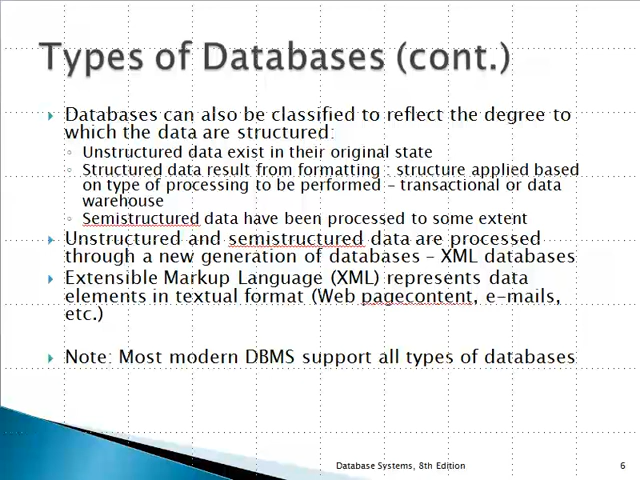 Types of Databases (cont.)
Databases can also be classified to reflect the degree to
which the data are structured:
Unstructured data exist in their original state
Structured data result from formatting : structure applied based
on type of processing to be performed – transactional or data
warehouse
Semistructured data have been processed to some extent
Unstructured and semistructured data are processed
through a new generation of databases – XML databases
Extensible Markup Language (XML) represents data
elements in textual format (Web pagecontent, e-mails,
etc.)
Note: Most modern DBMS support all types of databases
Database Systems, 8th Edition
6